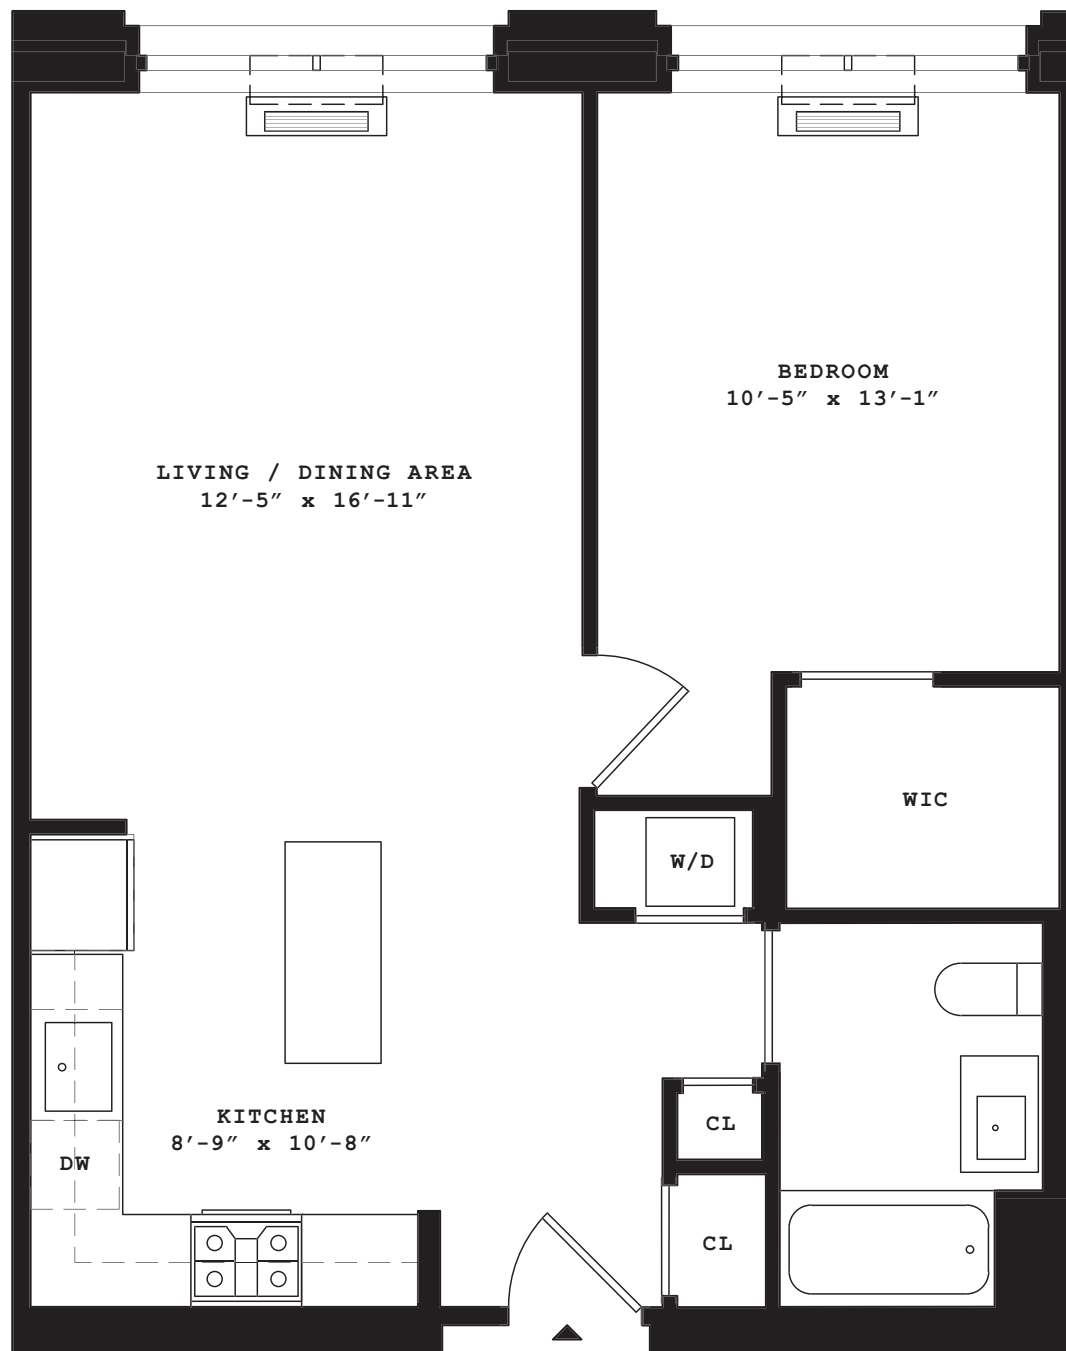 BEDROOM
10′-5″ x 13′-1″
LIVING / DINING AREA
12′-5″ x 16′-11″
WIC
W/D
KITCHEN
8′-9″ x 10′-8″
CL
DW
CL